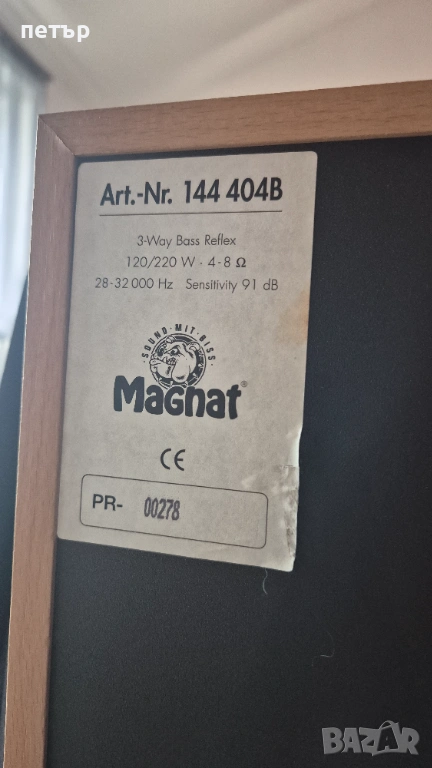 петър
Art.-Nr. 144 404B
3-Way Bass Reflex
120/220 W - 4-8 Ω
28-32 000 Hz Sensitivity 91 dB
·SOUND·MIT·BISS·
Magnat®
CE
PR- 00278
BAZAR